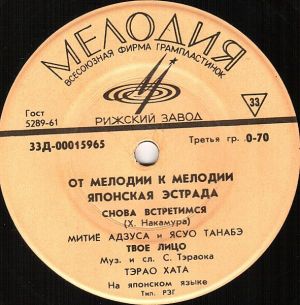 МЕЛОДИЯ
ВСЕСОЮЗНАЯ ФИРМА ГРАМПЛАСТИНОК
Гост
5289-61
33
РИЖСКИЙ ЗАВОД
33Д-00015965
Третья гр. 0-70
ОТ МЕЛОДИИ К МЕЛОДИИ
ЯПОНСКАЯ ЭСТРАДА
СНОВА ВСТРЕТИМСЯ
(Х. Накамура)
МИТИЁ АДЗУСА и ЯСУО ТАНАБЭ
ТВОЕ ЛИЦО
Муз. и сл. С. Тэраока
ТЭРАО ХАТА
На японском языке
Тип. РЗГ